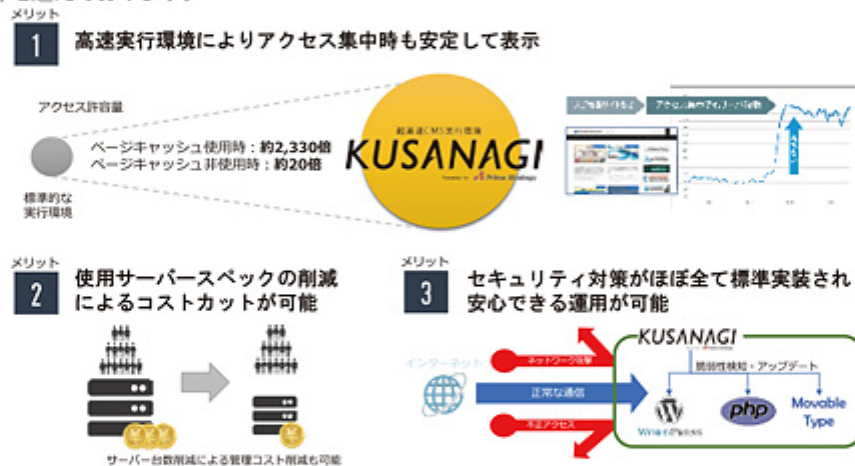 メリット
1
高速実行環境によりアクセス集中時も安定して表示
アクセス許容量
ページキャッシュ使用時：約2,330倍
ページキャッシュ非使用時：約20倍
標準的な
実行環境
超高速CMS実行環境
KUSANAGI
Powered by Prime Strategy
メリット
2
使用サーバースペックの削減
によるコストカットが可能
サーバー台数削減による管理コスト削減も可能
メリット
3
セキュリティ対策がほぼ全て標準実装され
安心できる運用が可能
KUSANAGI
インターネット
ネットワーク攻撃
脆弱性検知・アップデート
正常な通信
不正アクセス
WordPress
php
Movable
Type